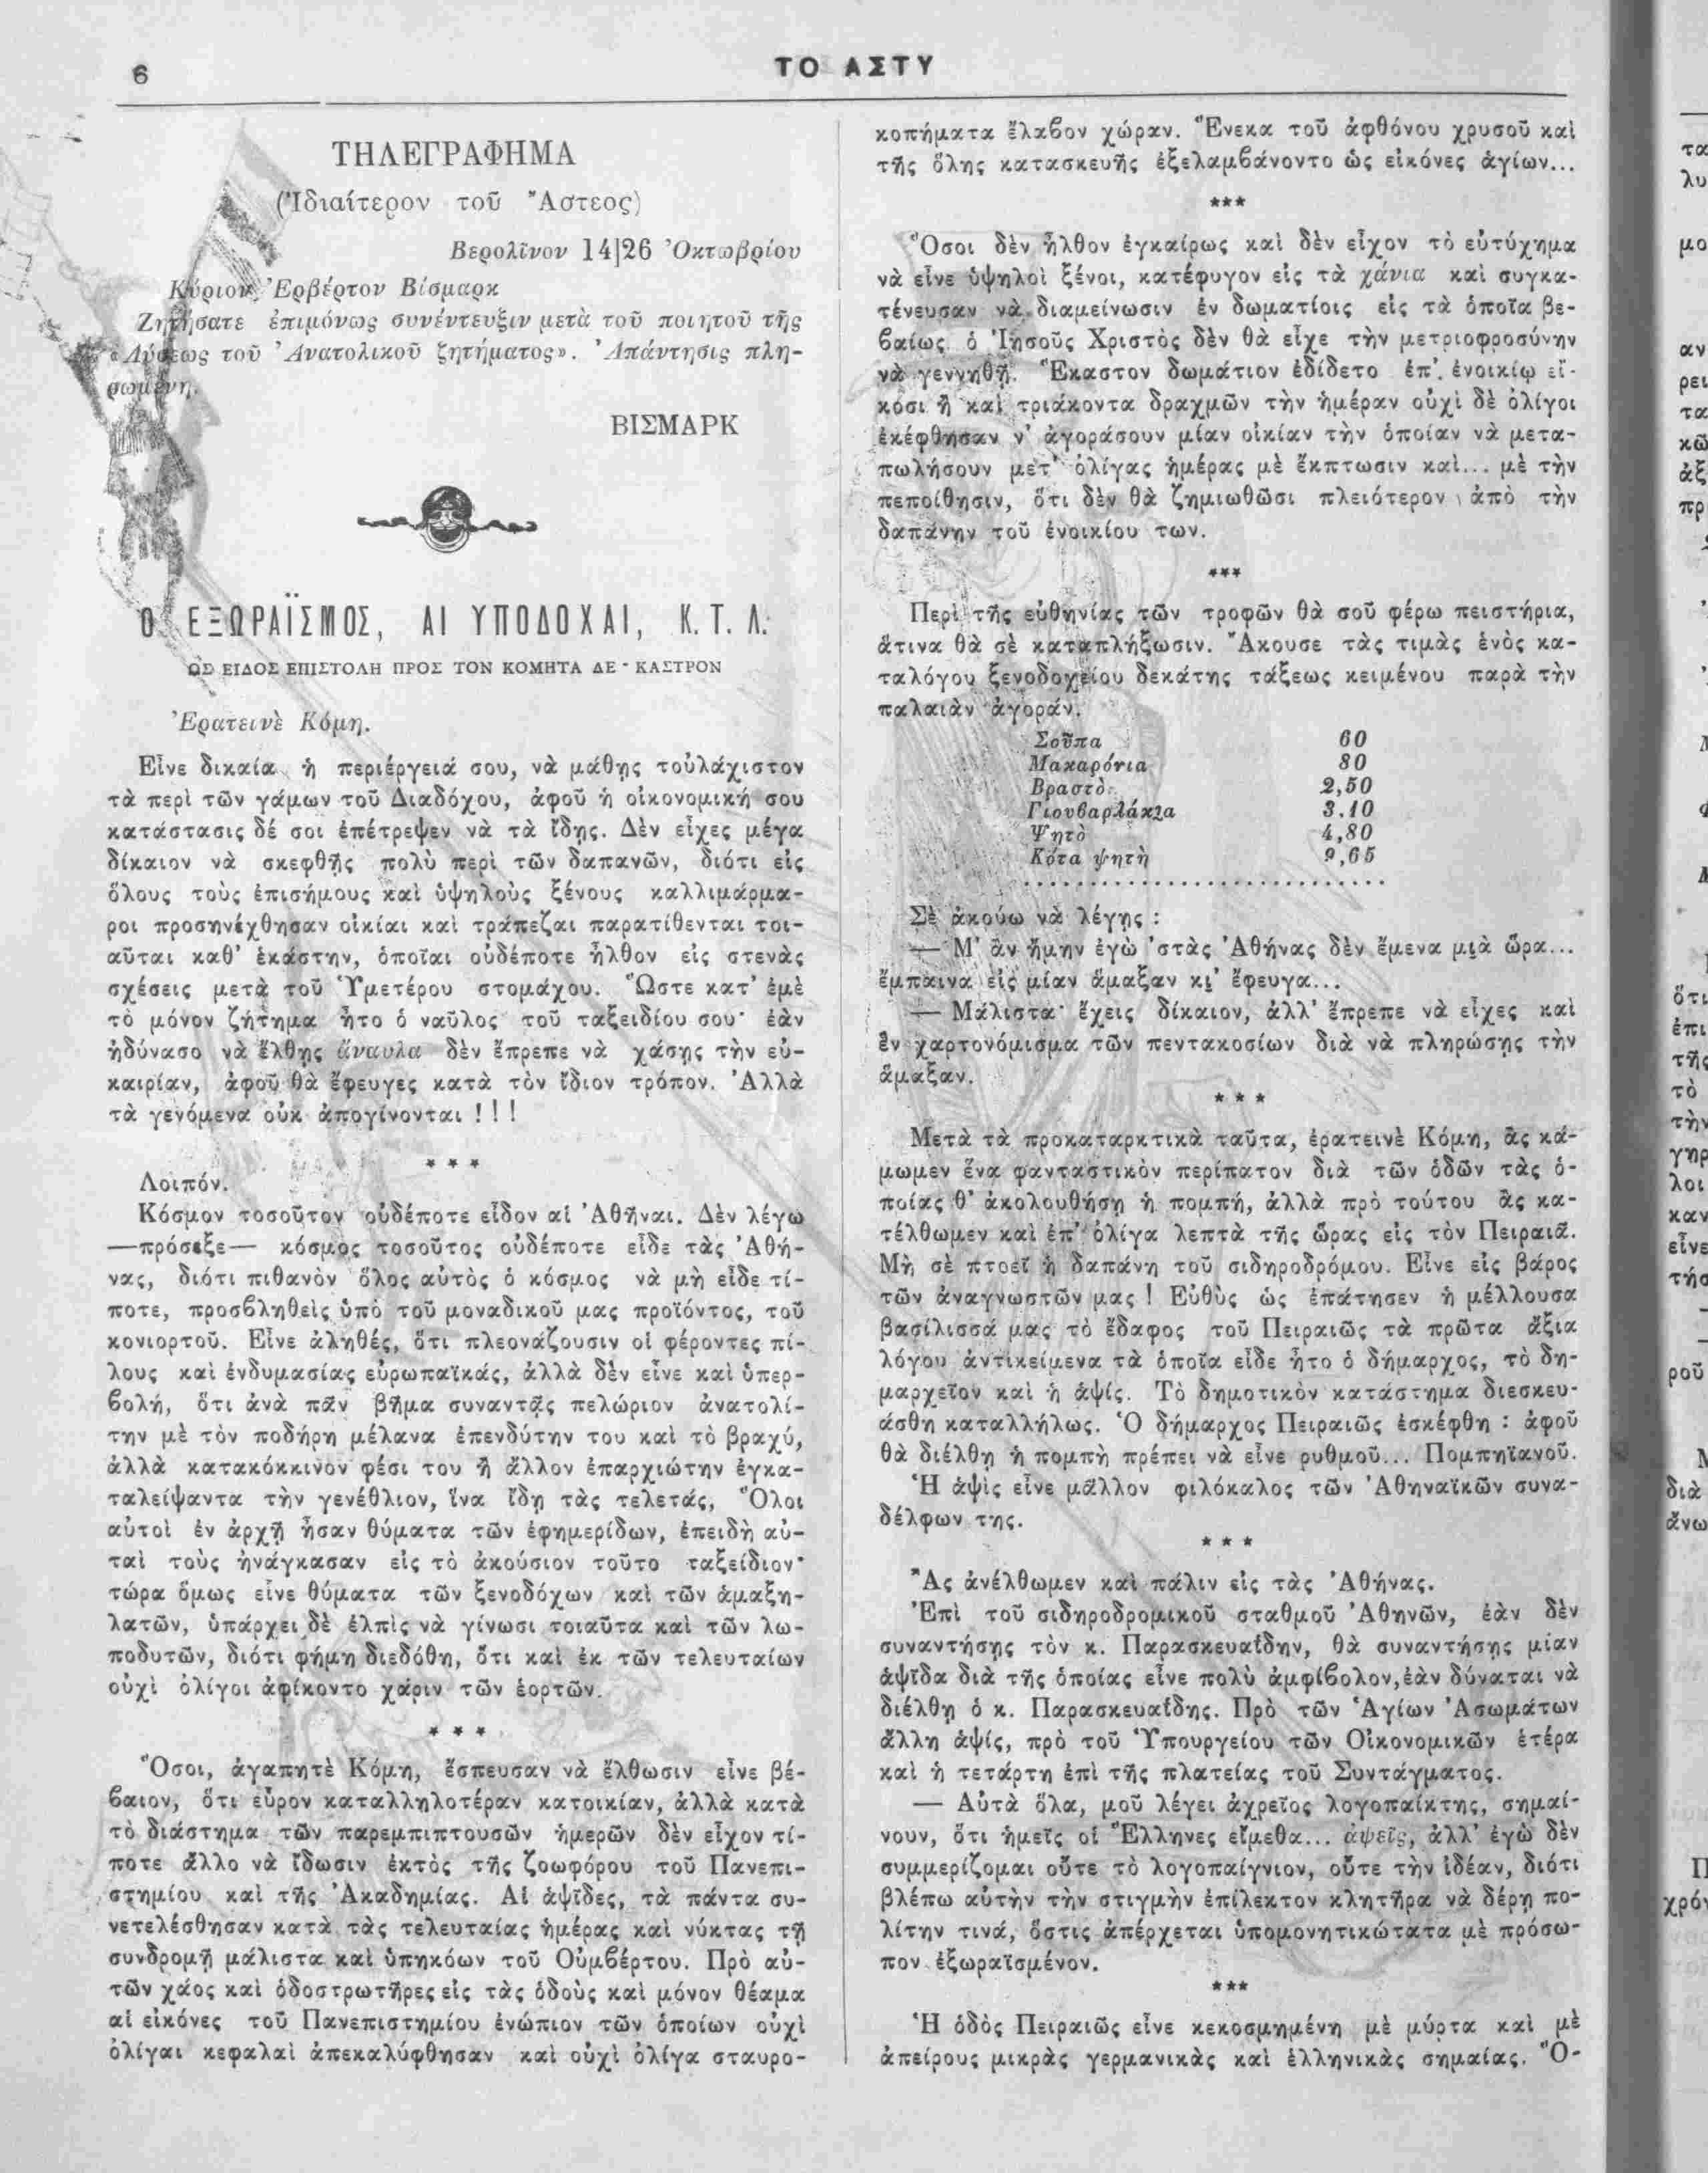 6
ΤΟ ΑΣΤΥ
ΤΗΛΕΓΡΑΦΗΜΑ
(Ἰδιαίτερον τοῦ Ἄστεος)
Βερολῖνον 14|26 Ὀκτωβρίου
Κύριον Ἐρβέρτον Βίσμαρκ
Ζητήσατε ἐπιμόνως συνέντευξιν μετὰ τοῦ ποιητοῦ τῆς
«Λύσεως τοῦ Ἀνατολικοῦ ζητήματος». Ἀπάντησις πλη-
ρωμένη.
ΒΙΣΜΑΡΚ
Ο ΕΞΩΡΑΪΣΜΟΣ, ΑΙ ΥΠΟΔΟΧΑΙ, Κ. Τ. Λ.
ΩΣ ΕΙΔΟΣ ΕΠΙΣΤΟΛΗ ΠΡΟΣ ΤΟΝ ΚΟΜΗΤΑ ΔΕ - ΚΑΣΤΡΟΝ
Ἐρατεινὲ Κόμη.
Εἶνε δικαία ἡ περιέργειά σου, νὰ μάθῃς τοὐλάχιστον
τὰ περὶ τῶν γάμων τοῦ Διαδόχου, ἀφοῦ ἡ οἰκονομική σου
κατάστασις δέ σοι ἐπέτρεψεν νὰ τὰ ἴδῃς. Δὲν εἶχες μέγα
δίκαιον νὰ σκεφθῇς πολὺ περὶ τῶν δαπανῶν, διότι εἰς
ὅλους τοὺς ἐπισήμους καὶ ὑψηλοὺς ξένους καλλιμάρμα-
ροι προσηνέχθησαν οἰκίαι καὶ τράπεζαι παρατίθενται τοι-
αῦται καθ' ἑκάστην, ὁποῖαι οὐδέποτε ἦλθον εἰς στενὰς
σχέσεις μετὰ τοῦ Ὑμετέρου στομάχου. Ὥστε κατ' ἐμὲ
τὸ μόνον ζήτημα ἦτο ὁ ναῦλος τοῦ ταξειδίου σου· ἐὰν
ἠδύνασο νὰ ἔλθῃς ἄναυλα δὲν ἔπρεπε νὰ χάσῃς τὴν εὐ-
καιρίαν, ἀφοῦ θὰ ἔφευγες κατὰ τὸν ἴδιον τρόπον. Ἀλλὰ
τὰ γενόμενα οὐκ ἀπογίνονται ! ! !
* * *
Λοιπόν.
Κόσμον τοσοῦτον οὐδέποτε εἶδον αἱ Ἀθῆναι. Δὲν λέγω
—πρόσεξε— κόσμος τοσοῦτος οὐδέποτε εἶδε τὰς Ἀθή-
νας, διότι πιθανὸν ὅλος αὐτὸς ὁ κόσμος νὰ μὴ εἶδε τί-
ποτε, προσβληθεὶς ὑπὸ τοῦ μοναδικοῦ μας προϊόντος, τοῦ
κονιορτοῦ. Εἶνε ἀληθές, ὅτι πλεονάζουσιν οἱ φέροντες πί-
λους καὶ ἐνδυμασίας εὐρωπαϊκάς, ἀλλὰ δὲν εἶνε καὶ ὑπερ-
βολή, ὅτι ἀνὰ πᾶν βῆμα συναντᾷς πελώριον ἀνατολί-
την μὲ τὸν ποδήρη μέλανα ἐπενδύτην του καὶ τὸ βραχύ,
ἀλλὰ κατακόκκινον φέσι του ἢ ἄλλον ἐπαρχιώτην ἐγκα-
ταλείψαντα τὴν γενέθλιον, ἵνα ἴδῃ τὰς τελετάς, Ὅλοι
αὐτοὶ ἐν ἀρχῇ ἦσαν θύματα τῶν ἐφημερίδων, ἐπειδὴ αὐ-
ταὶ τοὺς ἠνάγκασαν εἰς τὸ ἀκούσιον τοῦτο ταξείδιον·
τώρα ὅμως εἶνε θύματα τῶν ξενοδόχων καὶ τῶν ἁμαξη-
λατῶν, ὑπάρχει δὲ ἐλπὶς νὰ γίνωσι τοιαῦτα καὶ τῶν λω-
ποδυτῶν, διότι φήμη διεδόθη, ὅτι καὶ ἐκ τῶν τελευταίων
οὐχὶ ὀλίγοι ἀφίκοντο χάριν τῶν ἑορτῶν.
* * *
Ὅσοι, ἀγαπητὲ Κόμη, ἔσπευσαν νὰ ἔλθωσιν εἶνε βέ-
βαιον, ὅτι εὗρον καταλληλοτέραν κατοικίαν, ἀλλὰ κατὰ
τὸ διάστημα τῶν παρεμπιπτουσῶν ἡμερῶν δὲν εἶχον τί-
ποτε ἄλλο νὰ ἴδωσιν ἐκτὸς τῆς ζοωφόρου τοῦ Πανεπι-
στημίου καὶ τῆς Ἀκαδημίας. Αἱ ἁψῖδες, τὰ πάντα συ-
νετελέσθησαν κατὰ τὰς τελευταίας ἡμέρας καὶ νύκτας τῇ
συνδρομῇ μάλιστα καὶ ὑπηκόων τοῦ Οὐμβέρτου. Πρὸ αὐ-
τῶν χάος καὶ ὁδοστρωτῆρες εἰς τὰς ὁδοὺς καὶ μόνον θέαμα
αἱ εἰκόνες τοῦ Πανεπιστημίου ἐνώπιον τῶν ὁποίων οὐχὶ
ὀλίγαι κεφαλαὶ ἀπεκαλύφθησαν καὶ οὐχὶ ὀλίγα σταυρο-
κοπήματα ἔλαβον χώραν. Ἕνεκα τοῦ ἀφθόνου χρυσοῦ καὶ
τῆς ὅλης κατασκευῆς ἐξελαμβάνοντο ὡς εἰκόνες ἁγίων...
***
Ὅσοι δὲν ἦλθον ἐγκαίρως καὶ δὲν εἶχον τὸ εὐτύχημα
νὰ εἶνε ὑψηλοὶ ξένοι, κατέφυγον εἰς τὰ χάνια καὶ συγκα-
τένευσαν νὰ διαμείνωσιν ἐν δωματίοις εἰς τὰ ὁποῖα βε-
βαίως ὁ Ἰησοῦς Χριστὸς δὲν θὰ εἶχε τὴν μετριοφροσύνην
νὰ γεννηθῇ. Ἕκαστον δωμάτιον ἐδίδετο ἐπ' ἐνοικίῳ εἴ-
κοσι ἢ καὶ τριάκοντα δραχμῶν τὴν ἡμέραν οὐχὶ δὲ ὀλίγοι
ἐκέφθησαν ν' ἀγοράσουν μίαν οἰκίαν τὴν ὁποίαν νὰ μετα-
πωλήσουν μετ' ὀλίγας ἡμέρας μὲ ἔκπτωσιν καὶ... μὲ τὴν
πεποίθησιν, ὅτι δὲν θὰ ζημιωθῶσι πλειότερον ἀπὸ τὴν
δαπάνην τοῦ ἐνοικίου των.
***
Περὶ τῆς εὐθηνίας τῶν τροφῶν θὰ σοῦ φέρω πειστήρια,
ἅτινα θὰ σὲ καταπλήξωσιν. Ἄκουσε τὰς τιμὰς ἑνὸς κα-
ταλόγου ξενοδοχείου δεκάτης τάξεως κειμένου παρὰ τὴν
παλαιὰν ἀγοράν.
Σοῦπα 60
Μακαρόνια 80
Βραστὸ 2,50
Γιουβαρλάκια 3.10
Ψητὸ 4,80
Κότα ψητὴ 9,65
..............................
Σὲ ἀκούω νὰ λέγῃς :
— Μ' ἂν ἤμην ἐγὼ 'στὰς Ἀθήνας δὲν ἔμενα μιὰ ὥρα...
ἔμπαινα εἰς μίαν ἅμαξαν κι' ἔφευγα...
— Μάλιστα· ἔχεις δίκαιον, ἀλλ' ἔπρεπε νὰ εἶχες καὶ
ἓν χαρτονόμισμα τῶν πεντακοσίων διὰ νὰ πληρώσῃς τὴν
ἅμαξαν.
* * *
Μετὰ τὰ προκαταρκτικὰ ταῦτα, ἐρατεινὲ Κόμη, ἂς κά-
μωμεν ἕνα φανταστικὸν περίπατον διὰ τῶν ὁδῶν τὰς ὁ-
ποίας θ' ἀκολουθήσῃ ἡ πομπή, ἀλλὰ πρὸ τούτου ἂς κα-
τέλθωμεν καὶ ἐπ' ὀλίγα λεπτὰ τῆς ὥρας εἰς τὸν Πειραιᾶ.
Μὴ σὲ πτοεῖ ἡ δαπάνη τοῦ σιδηροδρόμου. Εἶνε εἰς βάρος
τῶν ἀναγνωστῶν μας ! Εὐθὺς ὡς ἐπάτησεν ἡ μέλλουσα
βασίλισσά μας τὸ ἔδαφος τοῦ Πειραιῶς τὰ πρῶτα ἄξια
λόγου ἀντικείμενα τὰ ὁποῖα εἶδε ἦτο ὁ δήμαρχος, τὸ δη-
μαρχεῖον καὶ ἡ ἁψίς. Τὸ δημοτικὸν κατάστημα διεσκευ-
άσθη καταλλήλως. Ὁ δήμαρχος Πειραιῶς ἐσκέφθη : ἀφοῦ
θὰ διέλθῃ ἡ πομπὴ πρέπει νὰ εἶνε ρυθμοῦ... Πομπηϊανοῦ.
Ἡ ἁψὶς εἶνε μᾶλλον φιλόκαλος τῶν Ἀθηναϊκῶν συνα-
δέλφων της.
* * *
Ἂς ἀνέλθωμεν καὶ πάλιν εἰς τὰς Ἀθήνας.
Ἐπὶ τοῦ σιδηροδρομικοῦ σταθμοῦ Ἀθηνῶν, ἐὰν δὲν
συναντήσῃς τὸν κ. Παρασκευαΐδην, θὰ συναντήσῃς μίαν
ἁψῖδα διὰ τῆς ὁποίας εἶνε πολὺ ἀμφίβολον, ἐὰν δύναται νὰ
διέλθῃ ὁ κ. Παρασκευαΐδης. Πρὸ τῶν Ἁγίων Ἀσωμάτων
ἄλλη ἁψίς, πρὸ τοῦ Ὑπουργείου τῶν Οἰκονομικῶν ἑτέρα
καὶ ἡ τετάρτη ἐπὶ τῆς πλατείας τοῦ Συντάγματος.
— Αὐτὰ ὅλα, μοῦ λέγει ἀχρεῖος λογοπαίκτης, σημαί-
νουν, ὅτι ἡμεῖς οἱ Ἕλληνες εἴμεθα... ἀψεῖς, ἀλλ' ἐγὼ δὲν
συμμερίζομαι οὔτε τὸ λογοπαίγνιον, οὔτε τὴν ἰδέαν, διότι
βλέπω αὐτὴν τὴν στιγμὴν ἐπίλεκτον κλητῆρα νὰ δέρῃ πο-
λίτην τινά, ὅστις ἀπέρχεται ὑπομονητικώτατα μὲ πρόσω-
πον ἐξωραϊσμένον.
***
Ἡ ὁδὸς Πειραιῶς εἶνε κεκοσμημένη μὲ μύρτα καὶ μὲ
ἀπείρους μικρὰς γερμανικὰς καὶ ἑλληνικὰς σημαίας. Ὅ-